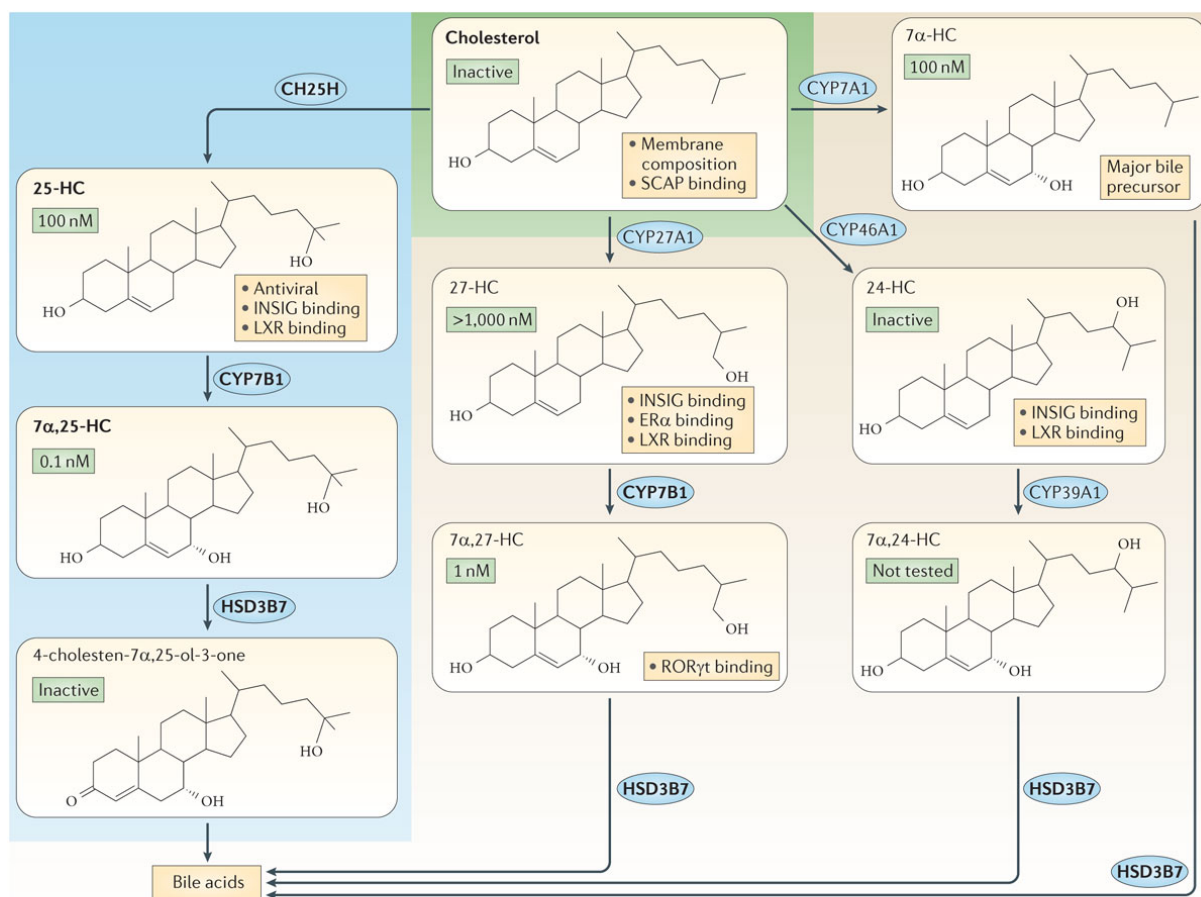 Cholesterol
Inactive
HO
• Membrane
composition
• SCAP binding
CYP7A1
7α-HC
100 nM
HO
OH
Major bile
precursor
CH25H
25-HC
100 nM
HO
HO
• Antiviral
• INSIG binding
• LXR binding
CYP27A1
27-HC
>1,000 nM
HO
OH
• INSIG binding
• ERα binding
• LXR binding
CYP46A1
24-HC
Inactive
OH
HO
• INSIG binding
• LXR binding
CYP7B1
7α,25-HC
0.1 nM
HO
HO
OH
CYP7B1
7α,27-HC
1 nM
OH
HO
OH
• RORγt binding
CYP39A1
7α,24-HC
Not tested
OH
HO
OH
HSD3B7
4-cholesten-7α,25-ol-3-one
Inactive
HO
O
OH
HSD3B7
HSD3B7
HSD3B7
Bile acids